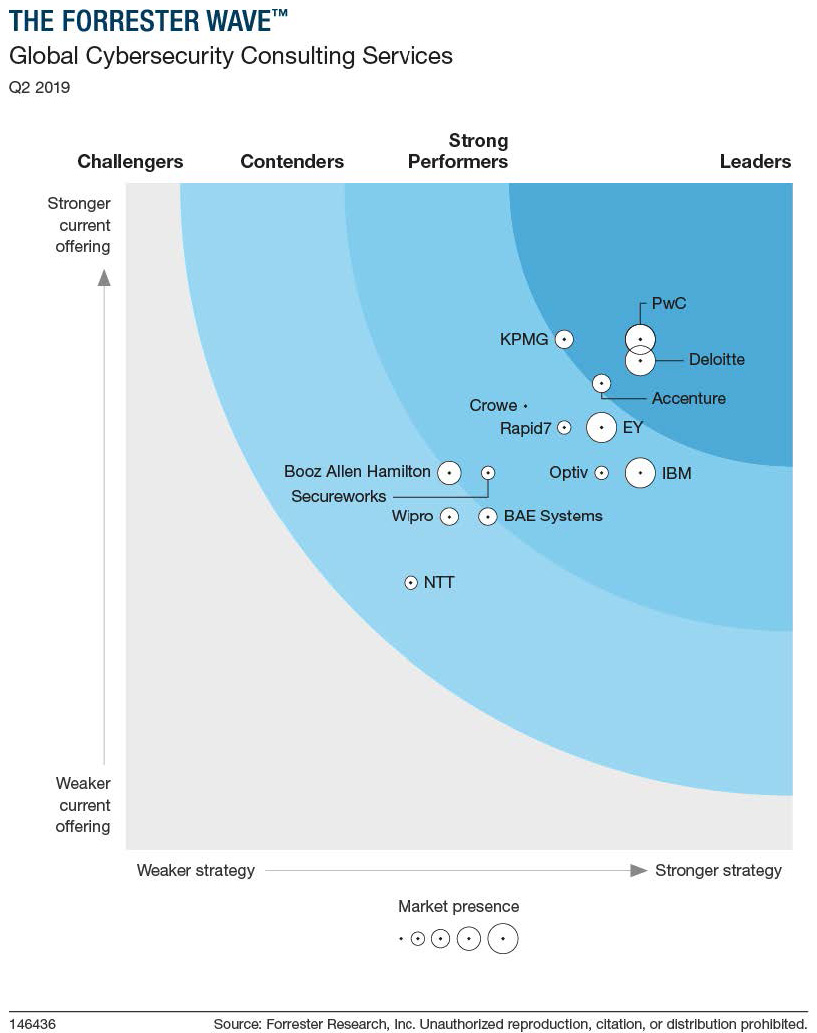 THE FORRESTER WAVE™
Global Cybersecurity Consulting Services
Q2 2019
Challengers
Contenders
Strong
Performers
Leaders
Stronger
current
offering
PwC
KPMG
Deloitte
Accenture
Crowe
Rapid7
EY
Booz Allen Hamilton
Optiv
IBM
Secureworks
Wipro
BAE Systems
NTT
Weaker
current
offering
Weaker strategy
Stronger strategy
Market presence
146436
Source: Forrester Research, Inc. Unauthorized reproduction, citation, or distribution prohibited.